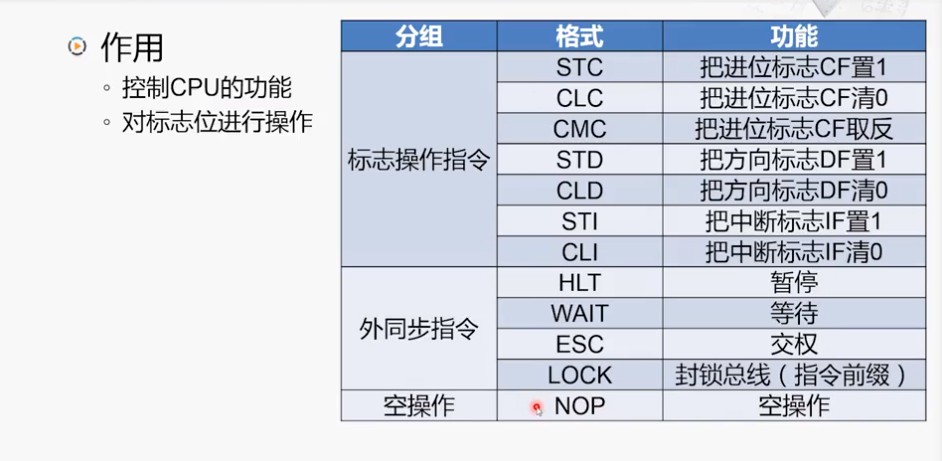 作用
控制CPU的功能
对标志位进行操作
分组 格式 功能
标志操作指令
STC 把进位标志CF置1
CLC 把进位标志CF清0
CMC 把进位标志CF取反
STD 把方向标志DF置1
CLD 把方向标志DF清0
STI 把中断标志IF置1
CLI 把中断标志IF清0
外同步指令
HLT 暂停
WAIT 等待
ESC 交权
LOCK 封锁总线（指令前缀）
空操作 NOP 空操作